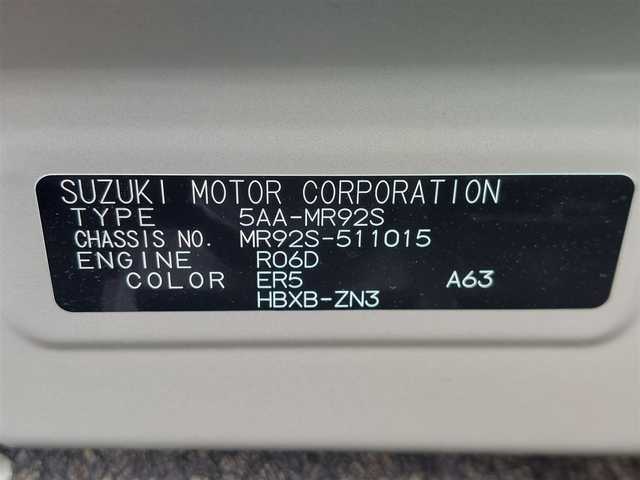 SUZUKI MOTOR CORPORATION
TYPE 5AA-MR92S
CHASSIS NO. MR92S-511015
ENGINE R06D
COLOR ER5 A63
HBXB-ZN3